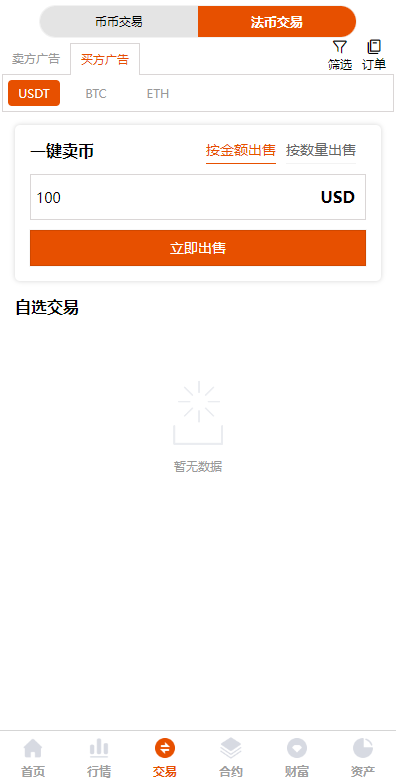 币币交易 法币交易
卖方广告 买方广告 筛选 订单
USDT BTC ETH
一键卖币 按金额出售 按数量出售
100 USD
立即出售
自选交易
暂无数据
首页 行情 交易 合约 财富 资产